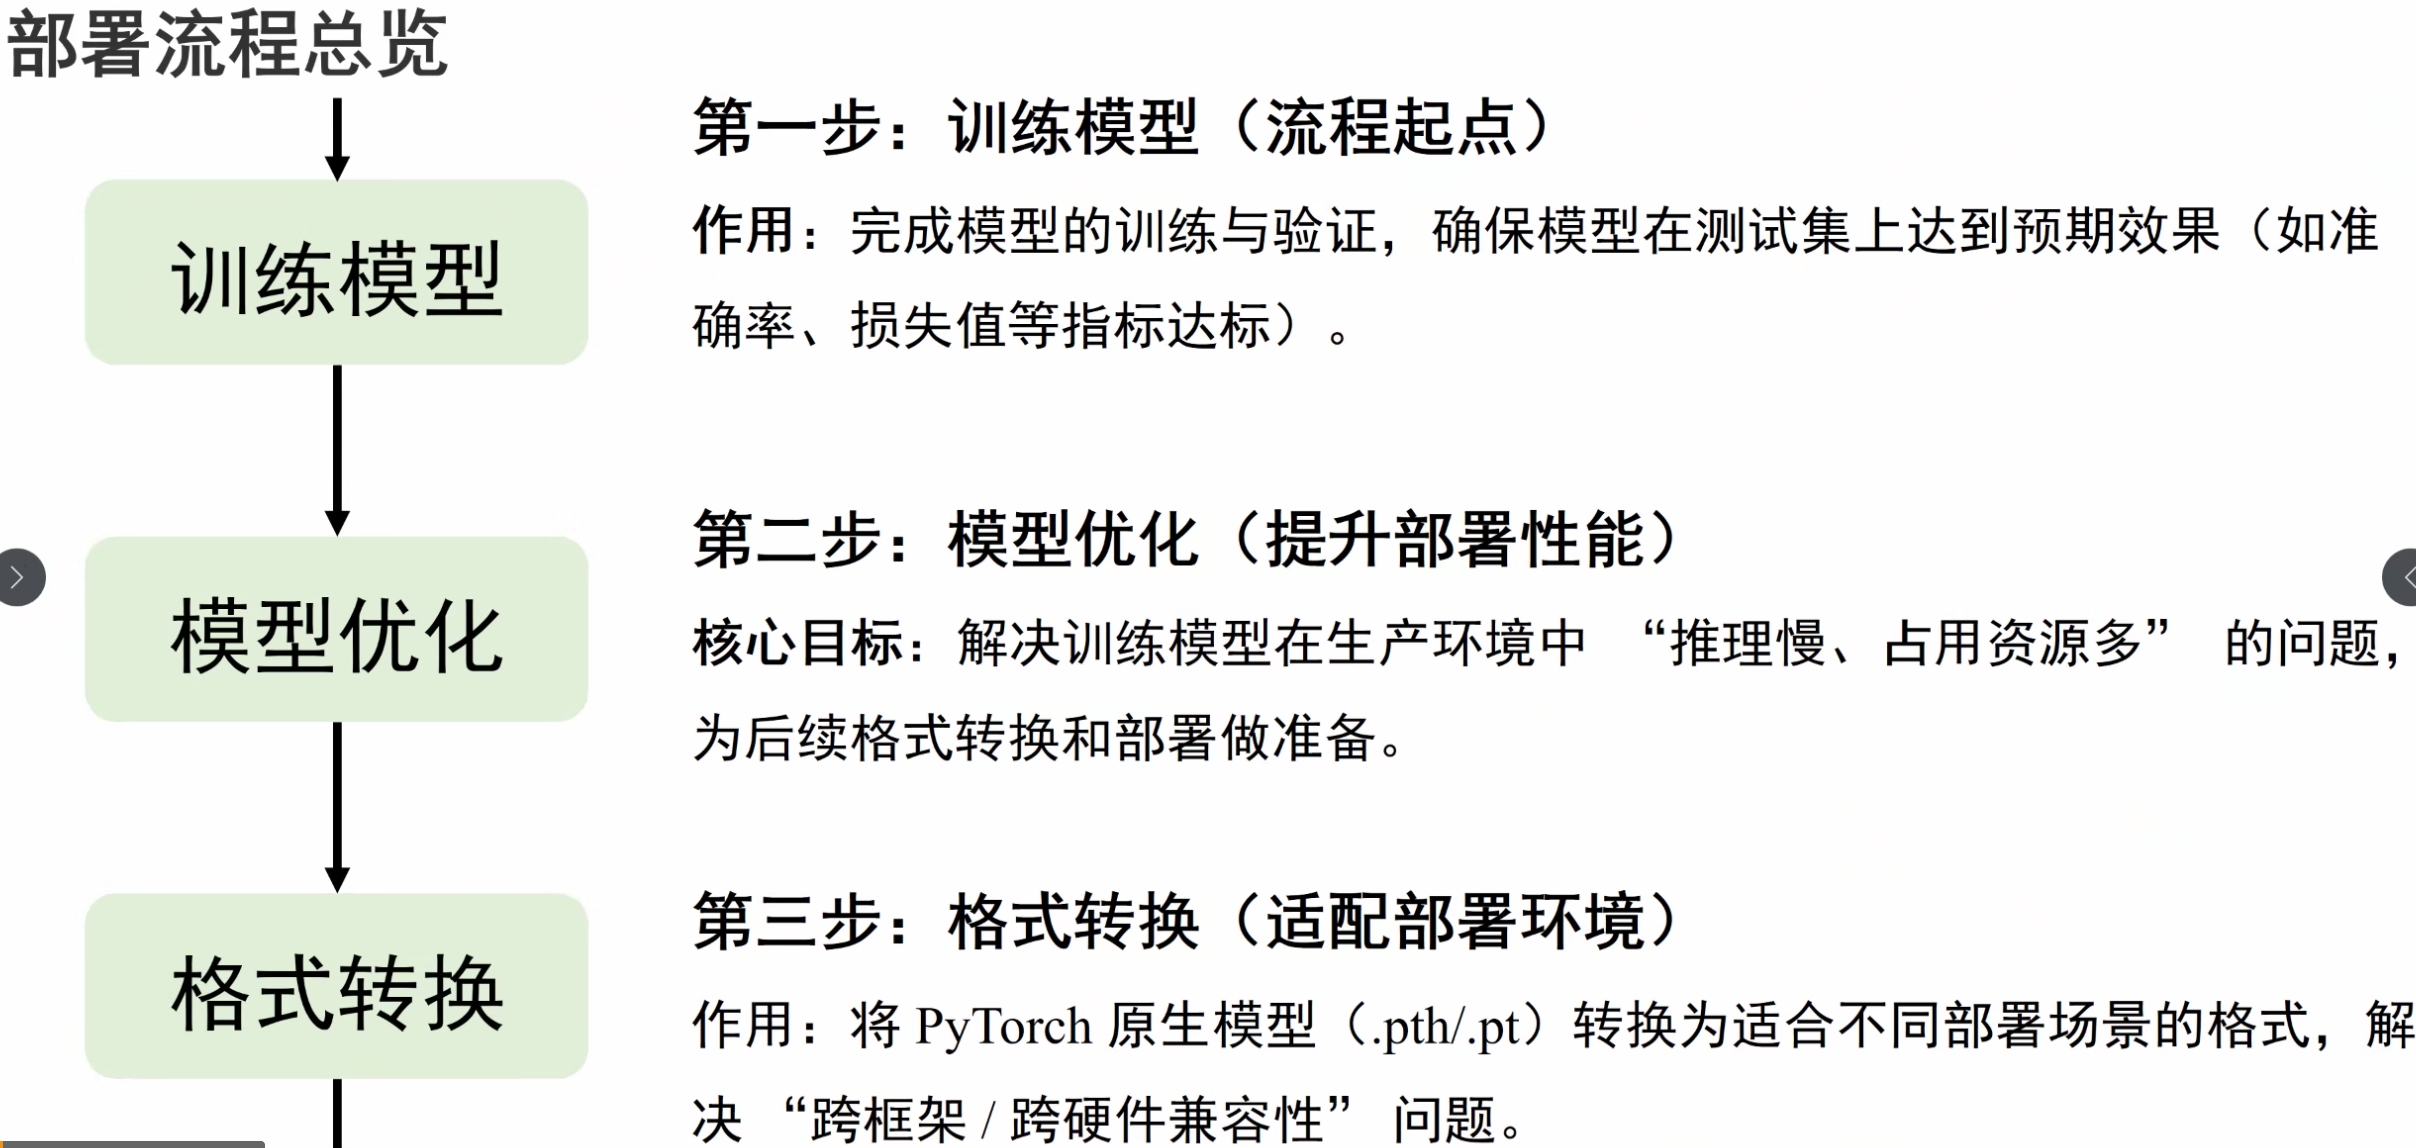 部署流程总览
训练模型
模型优化
格式转换
第一步：训练模型（流程起点）
作用：完成模型的训练与验证，确保模型在测试集上达到预期效果（如准
确率、损失值等指标达标）。
第二步：模型优化（提升部署性能）
核心目标：解决训练模型在生产环境中 “推理慢、占用资源多” 的问题，
为后续格式转换和部署做准备。
第三步：格式转换（适配部署环境）
作用：将 PyTorch 原生模型（.pth/.pt）转换为适合不同部署场景的格式，解
决 “跨框架 / 跨硬件兼容性” 问题。